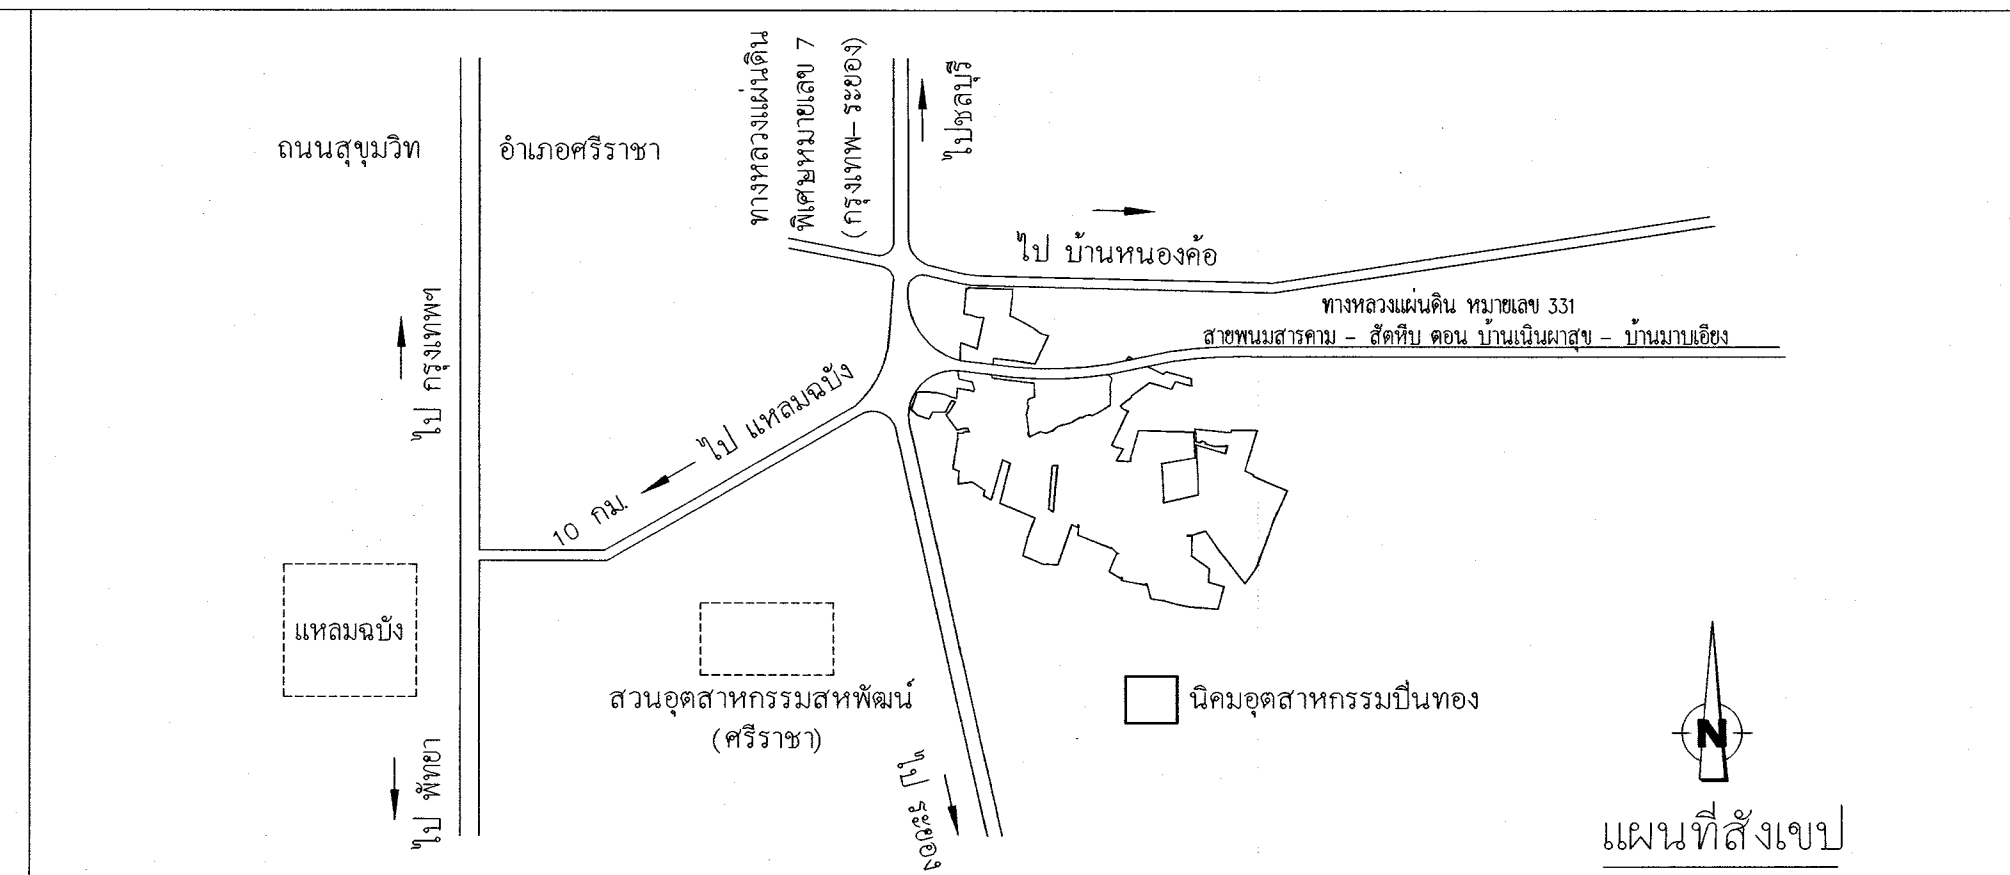 ทางหลวงแผ่นดิน
พิเศษหมายเลข 7
(กรุงเทพ-ระยอง)
ไปชลบุรี
ถนนสุขุมวิท
อำเภอศรีราชา
ไป บ้านหนองค้อ
ทางหลวงแผ่นดิน หมายเลข 331
สายพนมสารคาม - สัตหีบ ตอน บ้านเนินผาสุข - บ้านมาบเอียง
ไป กรุงเทพฯ
ไป แหลมฉบัง
10 กม.
แหลมฉบัง
สวนอุตสาหกรรมสหพัฒน์
(ศรีราชา)
นิคมอุตสาหกรรมปิ่นทอง
ไป พัทยา
ไป ระยอง
N
แผนที่สังเขป